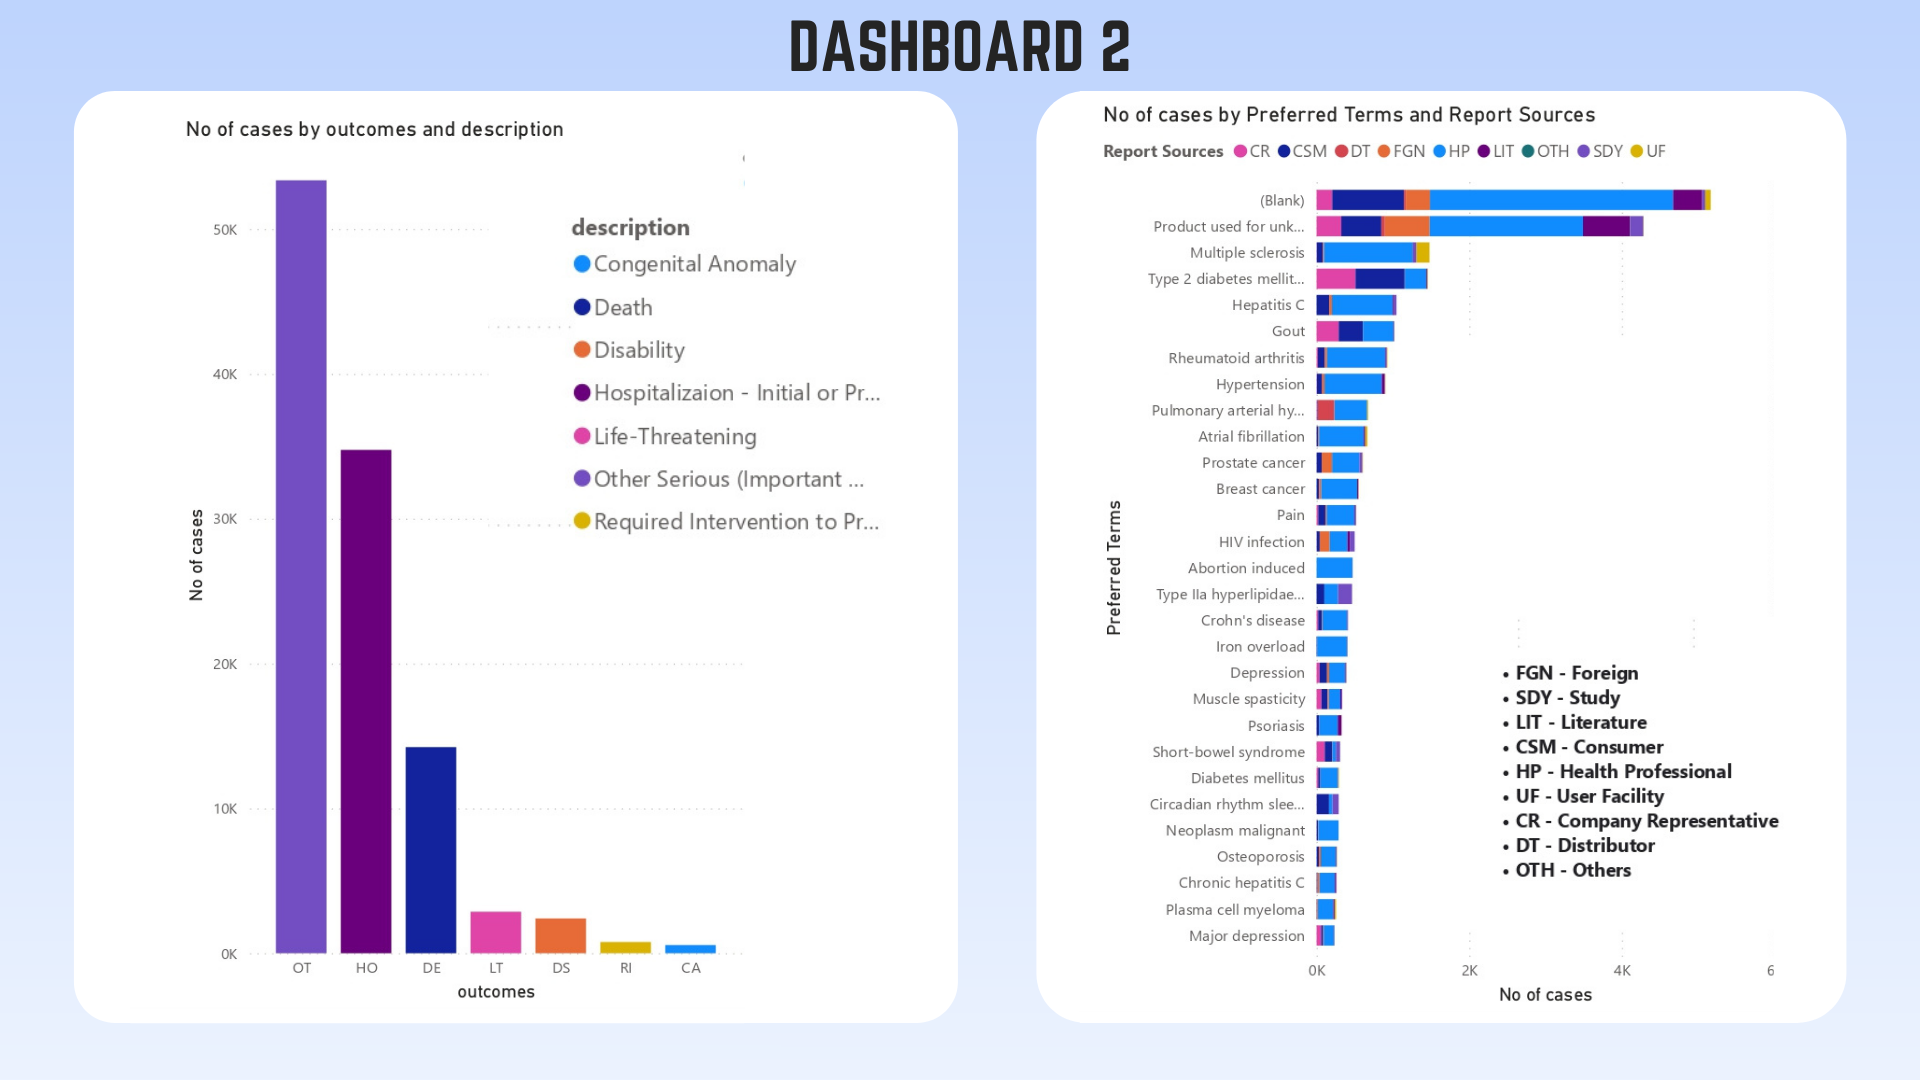 DASHBOARD 2
No of cases by outcomes and description
50K
40K
30K
20K
10K
0K
No of cases
OT HO DE LT DS RI CA
outcomes
description
Congenital Anomaly
Death
Disability
Hospitalizaion - Initial or Pr...
Life-Threatening
Other Serious (Important ...
Required Intervention to Pr...
No of cases by Preferred Terms and Report Sources
Report Sources CR CSM DT FGN HP LIT OTH SDY UF
Preferred Terms
(Blank)
Product used for unk...
Multiple sclerosis
Type 2 diabetes mellit...
Hepatitis C
Gout
Rheumatoid arthritis
Hypertension
Pulmonary arterial hy...
Atrial fibrillation
Prostate cancer
Breast cancer
Pain
HIV infection
Abortion induced
Type IIa hyperlipidae...
Crohn's disease
Iron overload
Depression
Muscle spasticity
Psoriasis
Short-bowel syndrome
Diabetes mellitus
Circadian rhythm slee...
Neoplasm malignant
Osteoporosis
Chronic hepatitis C
Plasma cell myeloma
Major depression
0K 2K 4K 6
No of cases
• FGN - Foreign
• SDY - Study
• LIT - Literature
• CSM - Consumer
• HP - Health Professional
• UF - User Facility
• CR - Company Representative
• DT - Distributor
• OTH - Others